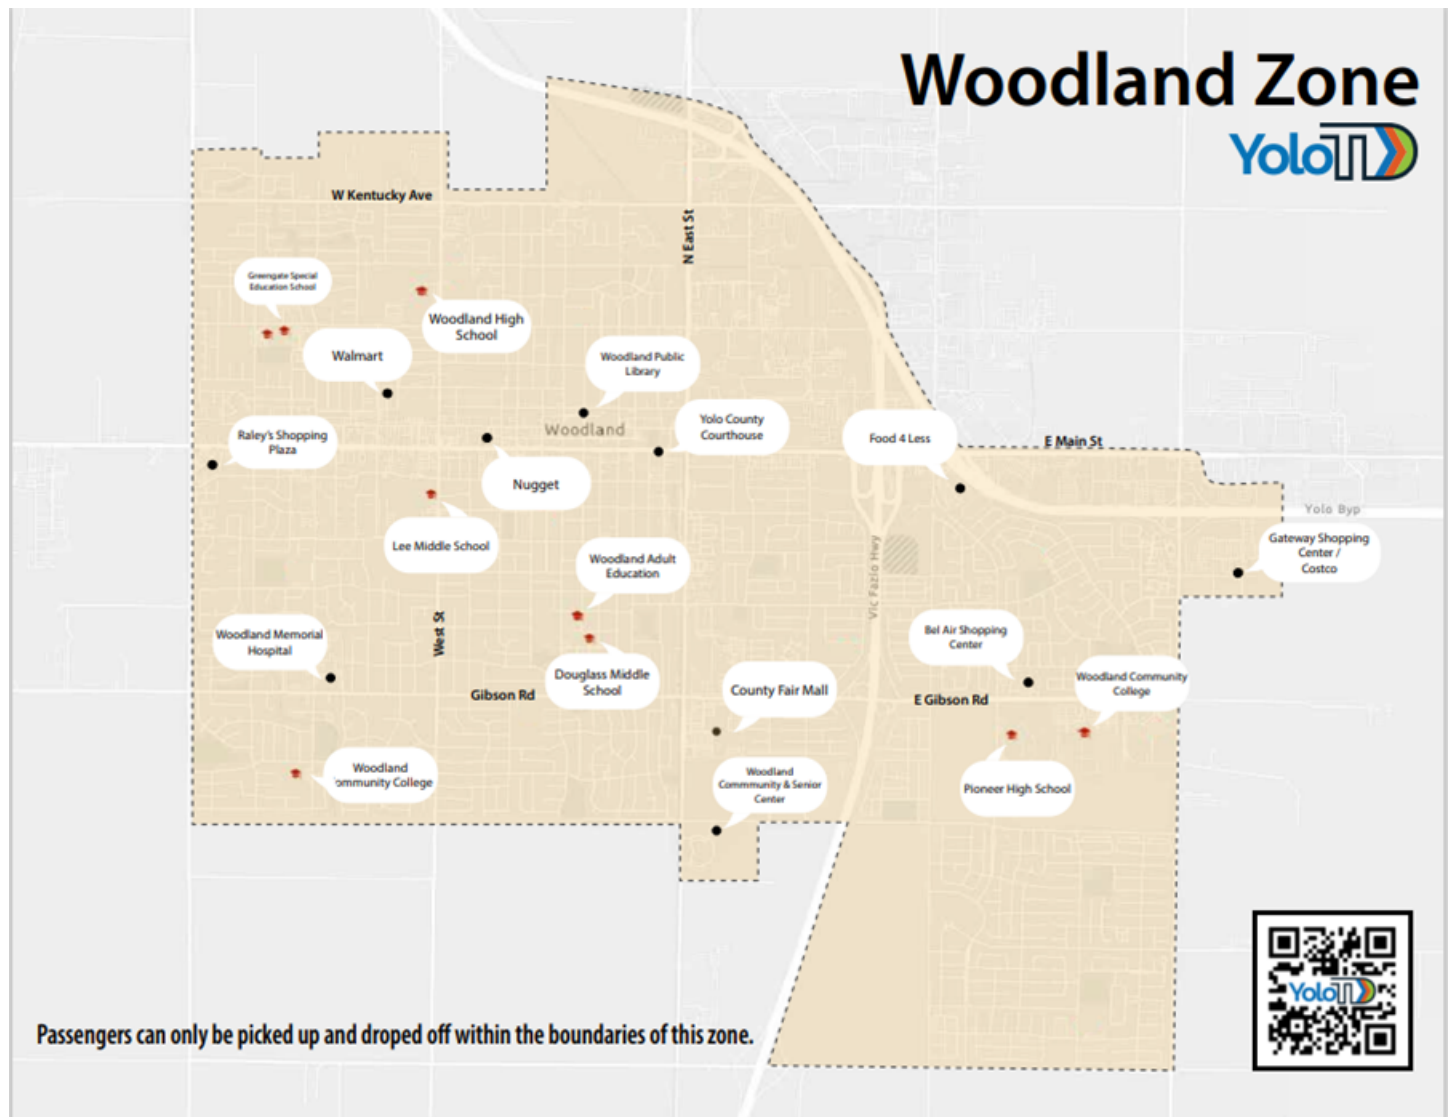 Woodland Zone
YoloTD
W Kentucky Ave
N East St
Greengate Special
Education School
Woodland High
School
Walmart
Woodland Public
Library
Woodland
Yolo County
Courthouse
Raley's Shopping
Plaza
Food 4 Less
E Main St
Nugget
Yolo Byp
Lee Middle School
Gateway Shopping
Center /
Costco
Woodland Adult
Education
Vic Fazio Hwy
West St
Woodland Memorial
Hospital
Bel Air Shopping
Center
Douglass Middle
School
Woodland Community
College
Gibson Rd
County Fair Mall
E Gibson Rd
Woodland
ommunity College
Woodland
Commmunity & Senior
Center
Pioneer High School
YoloTD
Passengers can only be picked up and droped off within the boundaries of this zone.